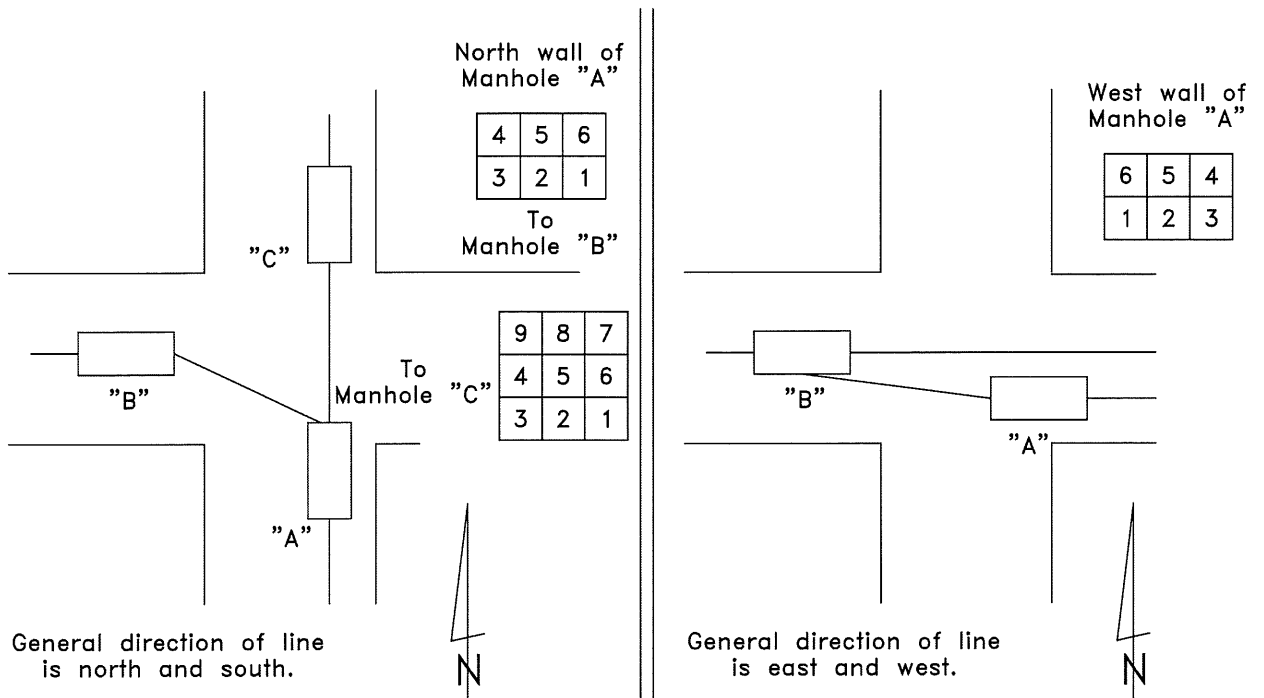 North wall of
Manhole "A"
4 5 6
3 2 1
To
Manhole "B"
"C"
9 8 7
4 5 6
3 2 1
To
Manhole "C"
"B"
"A"
General direction of line
is north and south.
N
West wall of
Manhole "A"
6 5 4
1 2 3
"B"
"A"
General direction of line
is east and west.
N